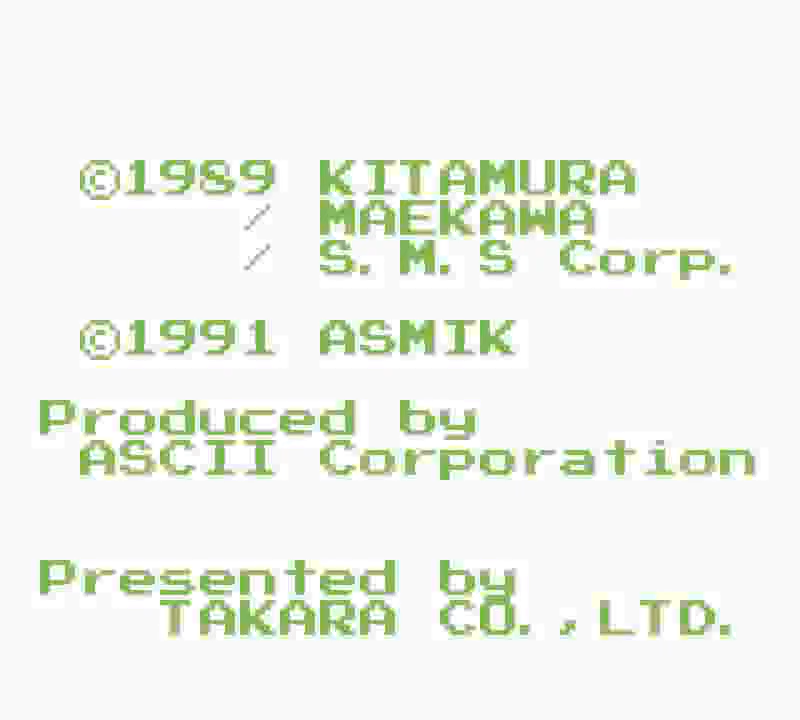 ©1989 KITAMURA
/ MAEKAWA
/ S.M.S Corp.
©1991 ASMIK
Produced by
ASCII Corporation
Presented by
TAKARA CO.,LTD.